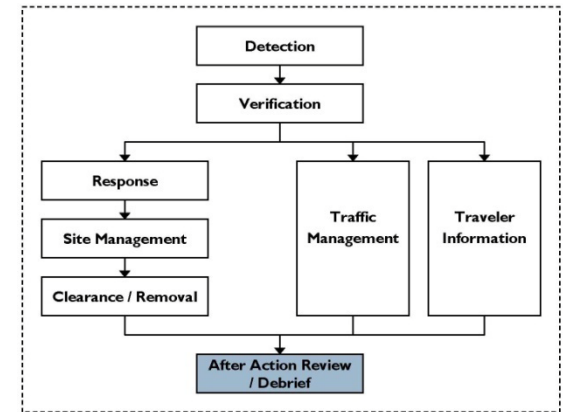 Detection
Verification
Response
Site Management
Clearance / Removal
Traffic
Management
Traveler
Information
After Action Review
/ Debrief